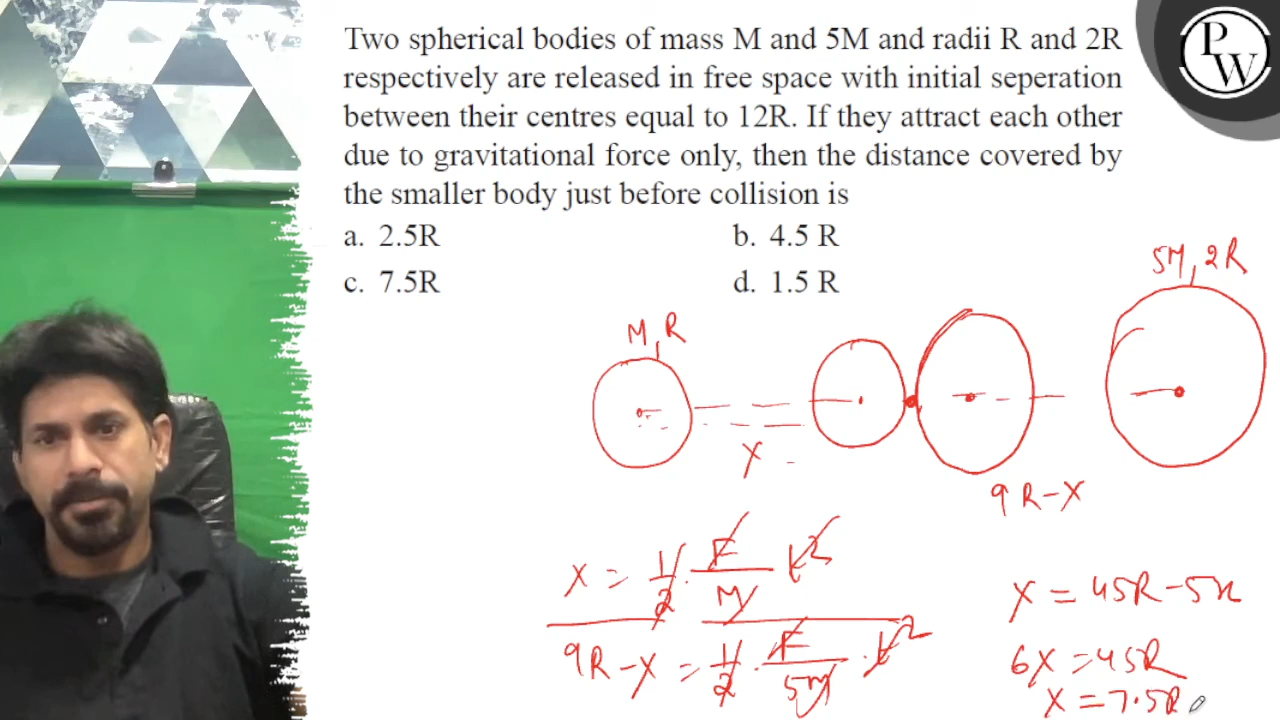 Two spherical bodies of mass M and 5M and radii R and 2R
respectively are released in free space with initial seperation
between their centres equal to 12R. If they attract each other
due to gravitational force only, then the distance covered by
the smaller body just before collision is
a. 2.5R
b. 4.5 R
c. 7.5R
d. 1.5 R
PW
5M, 2R
M, R
X
9R-X
X = 1/2 . F/M t²
9R-X = 1/2 . F/5M . t²
X = 45R-5x
6X = 45R
X = 7.5R